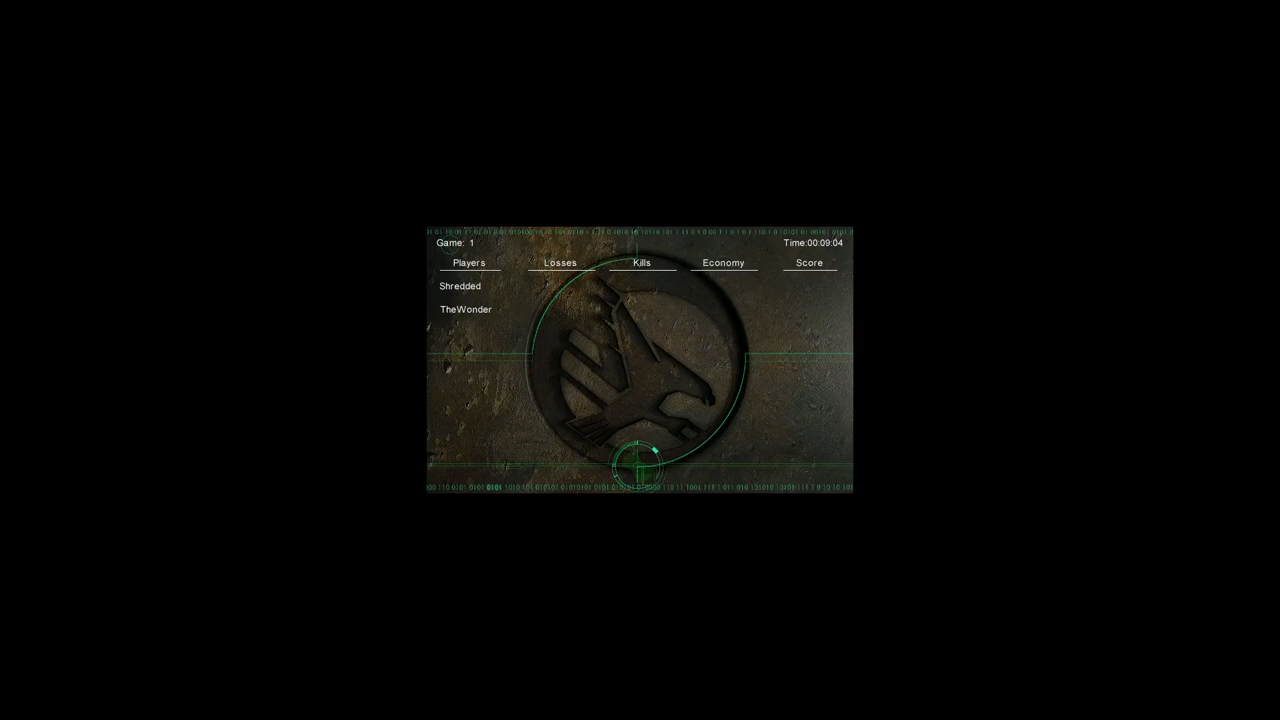 Game: 1 Time:00:09:04
Players Losses Kills Economy Score
Shredded
TheWonder